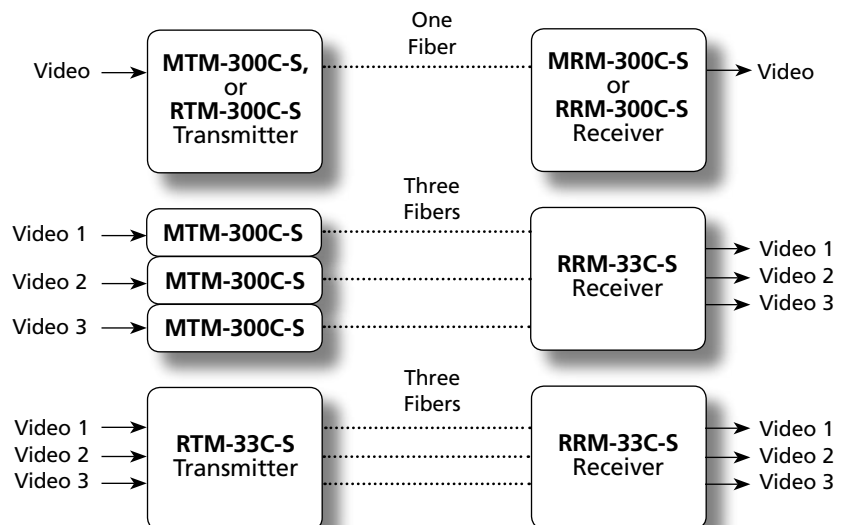 One
Fiber
Video
MTM-300C-S,
or
RTM-300C-S
Transmitter
MRM-300C-S
or
RRM-300C-S
Receiver
Video
Three
Fibers
Video 1
MTM-300C-S
Video 2
MTM-300C-S
Video 3
MTM-300C-S
RRM-33C-S
Receiver
Video 1
Video 2
Video 3
Three
Fibers
Video 1
Video 2
Video 3
RTM-33C-S
Transmitter
RRM-33C-S
Receiver
Video 1
Video 2
Video 3